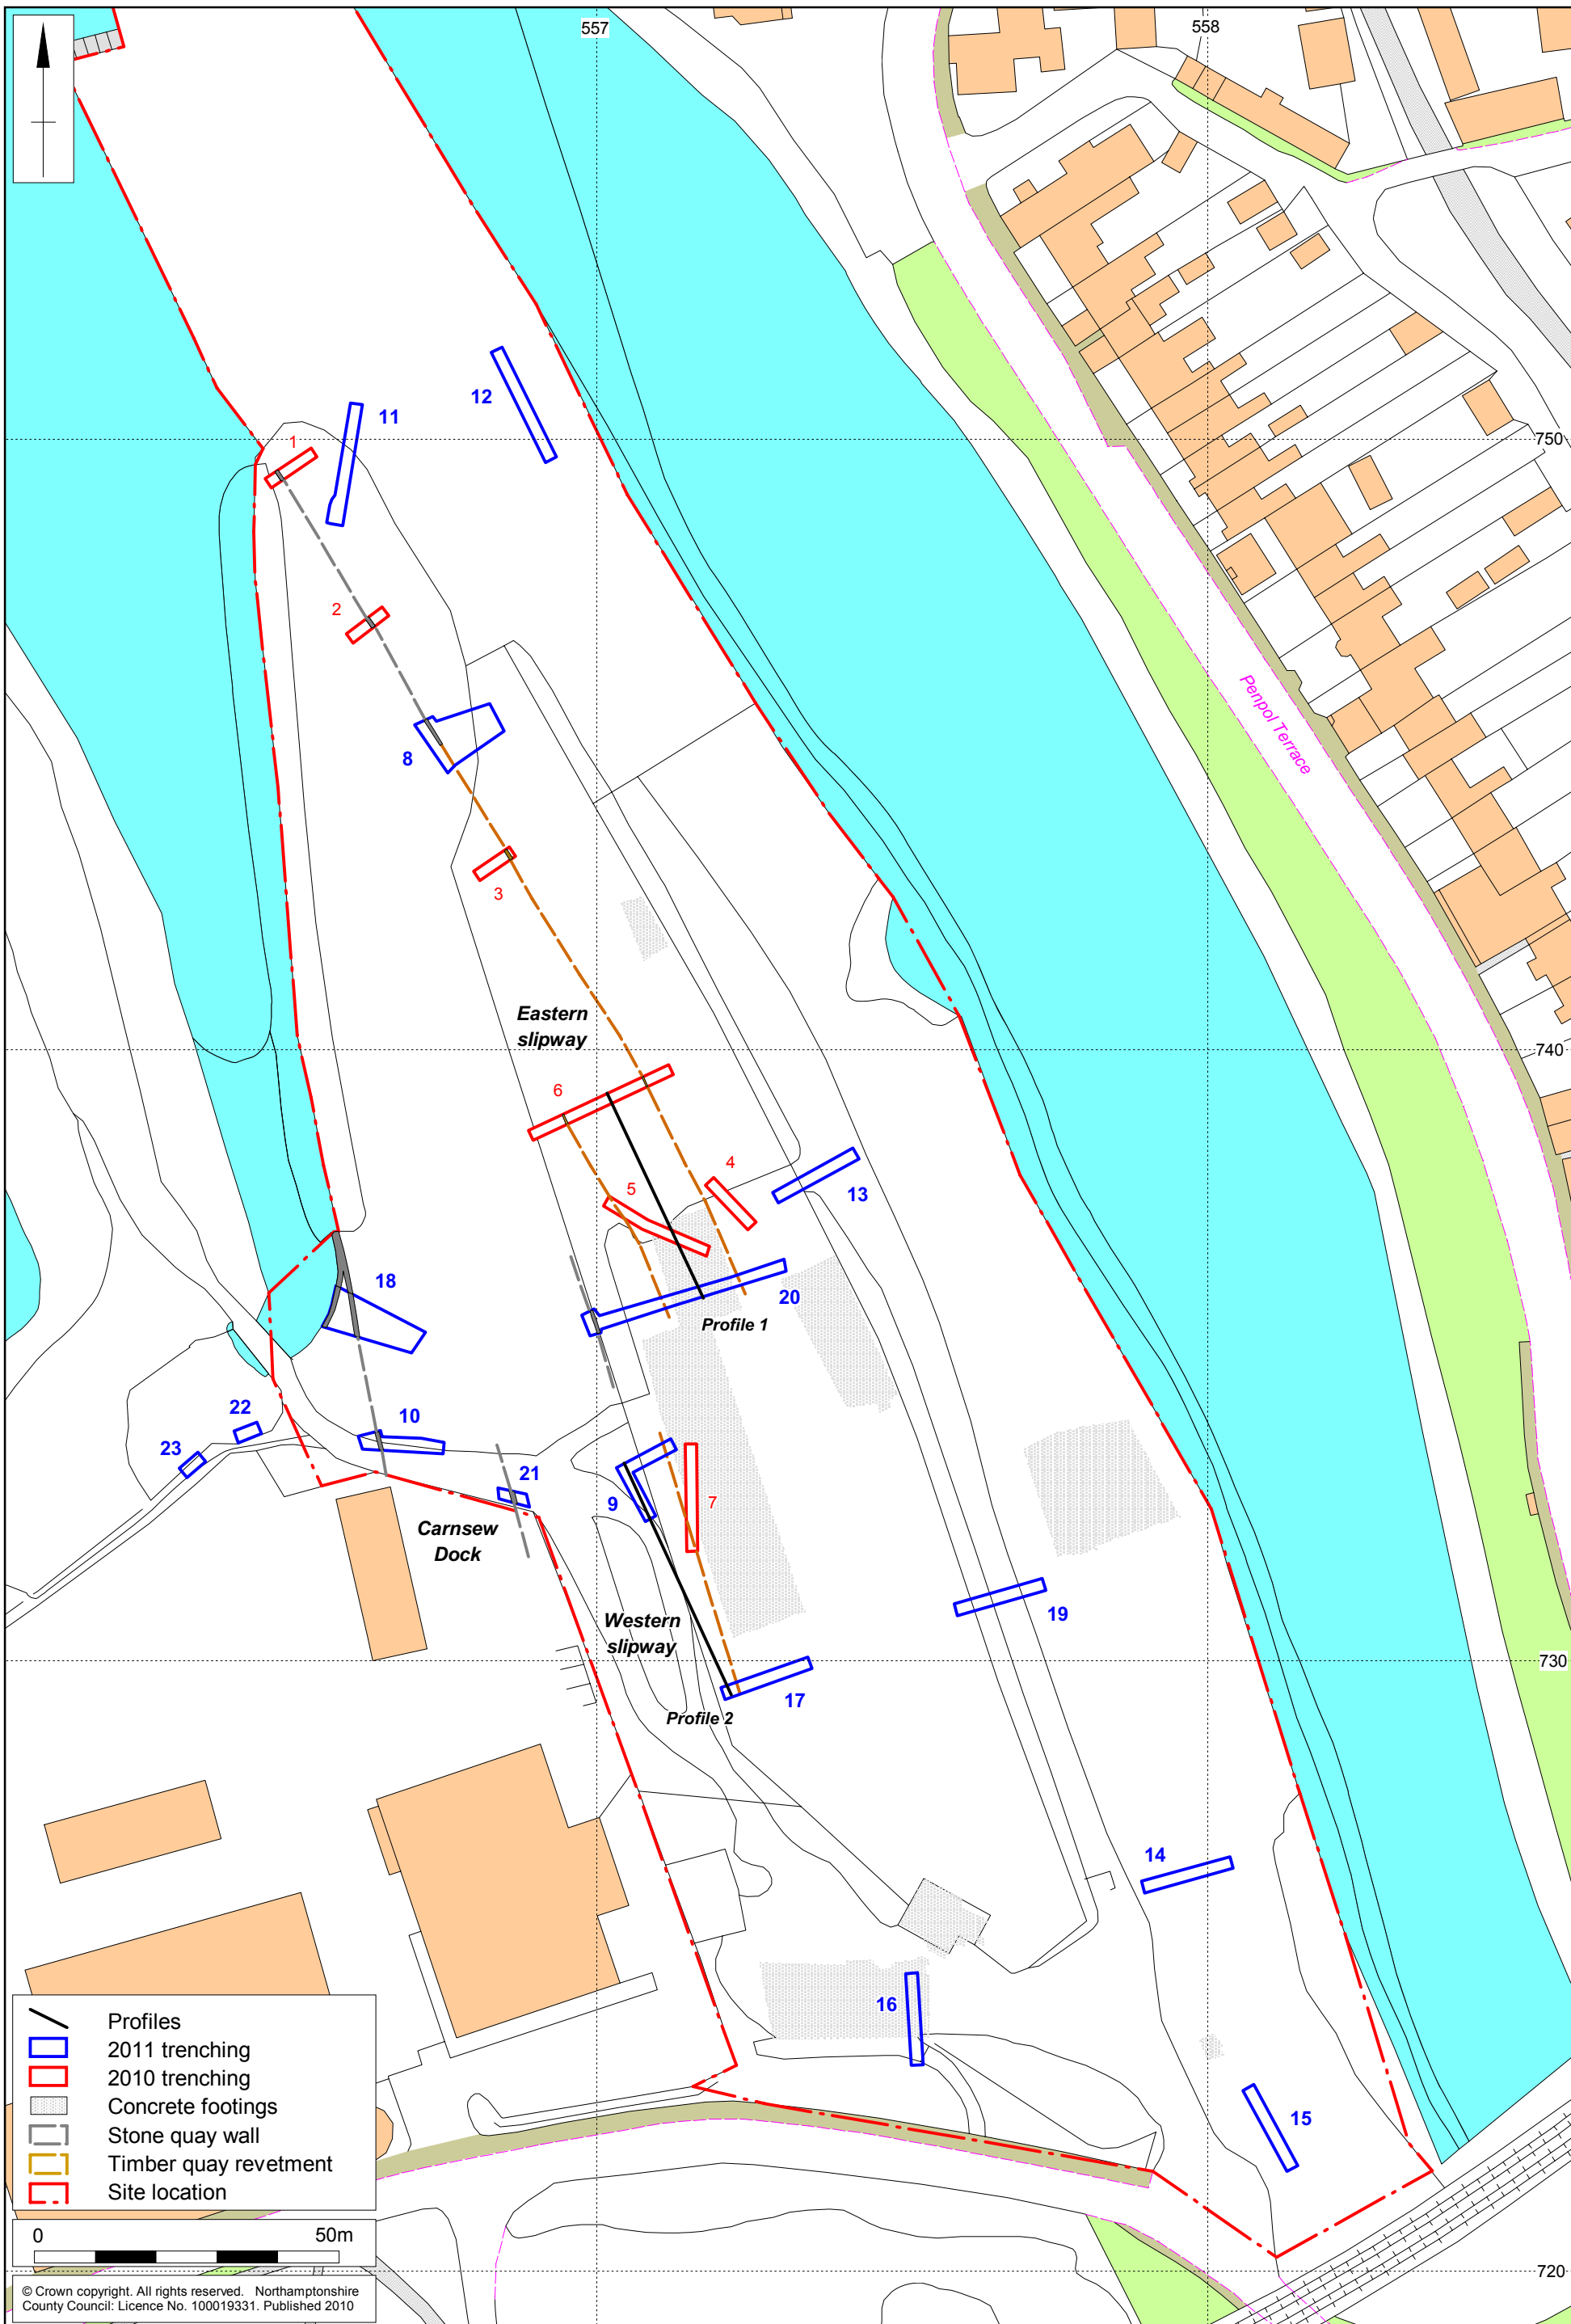 557
558
12
11
1
750
2
8
Penpol Terrace
3
Eastern
slipway
740
6
4
5
13
18
20
Profile 1
22
10
23
21
9
7
Carnsew
Dock
Western
slipway
19
730
17
Profile 2
14
16
15
Profiles
2011 trenching
2010 trenching
Concrete footings
Stone quay wall
Timber quay revetment
Site location
0 50m
720
© Crown copyright. All rights reserved. Northamptonshire
County Council: Licence No. 100019331. Published 2010